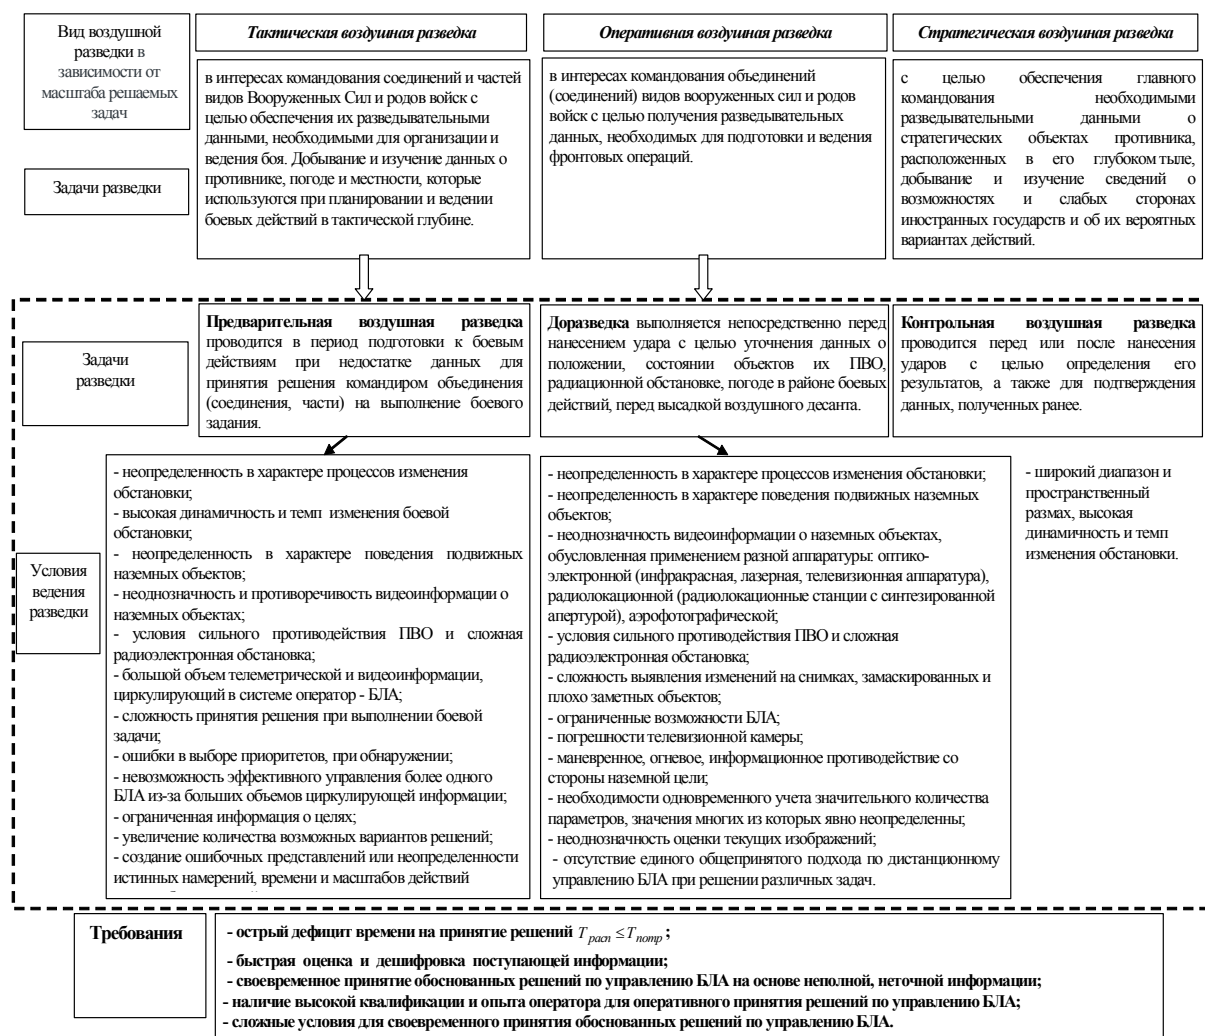 Вид воздушной
разведки в
зависимости от
масштаба решаемых
задач
Тактическая воздушная разведка
Оперативная воздушная разведка
Стратегическая воздушная разведка
Задачи разведки
в интересах командования соединений и частей
видов Вооруженных Сил и родов войск с
целью обеспечения их разведывательными
данными, необходимыми для организации и
ведения боя. Добывание и изучение данных о
противнике, погоде и местности, которые
используются при планировании и ведении
боевых действий в тактической глубине.
в интересах командования объединений
(соединений) видов вооруженных сил и родов
войск с целью получения разведывательных
данных, необходимых для подготовки и ведения
фронтовых операций.
с целью обеспечения главного
командования необходимыми
разведывательными данными о
стратегических объектах противника,
расположенных в его глубоком тыле,
добывание и изучение сведений о
возможностях и слабых сторонах
иностранных государств и об их вероятных
вариантах действий.
Задачи
разведки
Предварительная воздушная разведка
проводится в период подготовки к боевым
действиям при недостатке данных для
принятия решения командиром объединения
(соединения, части) на выполнение боевого
задания.
Доразведка выполняется непосредственно перед
нанесением удара с целью уточнения данных о
положении, состоянии объектов их ПВО,
радиационной обстановке, погоде в районе боевых
действий, перед высадкой воздушного десанта.
Контрольная воздушная разведка
проводится перед или после нанесения
ударов с целью определения его
результатов, а также для подтверждения
данных, полученных ранее.
Условия
ведения
разведки
- неопределенность в характере процессов изменения
обстановки;
- высокая динамичность и темп изменения боевой
обстановки;
- неопределенность в характере поведения подвижных
наземных объектов;
- неоднозначность и противоречивость видеоинформации о
наземных объектах;
- условия сильного противодействия ПВО и сложная
радиоэлектронная обстановка;
- большой объем телеметрической и видеоинформации,
циркулирующий в системе оператор - БЛА;
- сложность принятия решения при выполнении боевой
задачи;
- ошибки в выборе приоритетов, при обнаружении;
- невозможность эффективного управления более одного
БЛА из-за больших объемов циркулирующей информации;
- ограниченная информация о целях;
- увеличение количества возможных вариантов решений;
- создание ошибочных представлений или неопределенности
истинных намерений, времени и масштабов действий
- неопределенность в характере процессов изменения обстановки;
- неопределенность в характере поведения подвижных наземных
объектов;
- неоднозначность видеоинформации о наземных объектах,
обусловленная применением разной аппаратуры: оптико-
электронной (инфракрасная, лазерная, телевизионная аппаратура),
радиолокационной (радиолокационные станции с синтезированной
апертурой), аэрофотографической;
- условия сильного противодействия ПВО и сложная
радиоэлектронная обстановка;
- сложность выявления изменений на снимках, замаскированных и
плохо заметных объектов;
- ограниченные возможности БЛА;
- погрешности телевизионной камеры;
- маневренное, огневое, информационное противодействие со
стороны наземной цели;
- необходимости одновременного учета значительного количества
параметров, значения многих из которых явно неопределенны;
- неоднозначность оценки текущих изображений;
- отсутствие единого общепринятого подхода по дистанционному
управлению БЛА при решении различных задач.
- широкий диапазон и
пространственный
размах, высокая
динамичность и темп
изменения обстановки.
Требования
- острый дефицит времени на принятие решений T расп ≤ T потр ;
- быстрая оценка и дешифровка поступающей информации;
- своевременное принятие обоснованных решений по управлению БЛА на основе неполной, неточной информации;
- наличие высокой квалификации и опыта оператора для оперативного принятия решений по управлению БЛА;
- сложные условия для своевременного принятия обоснованных решений по управлению БЛА.